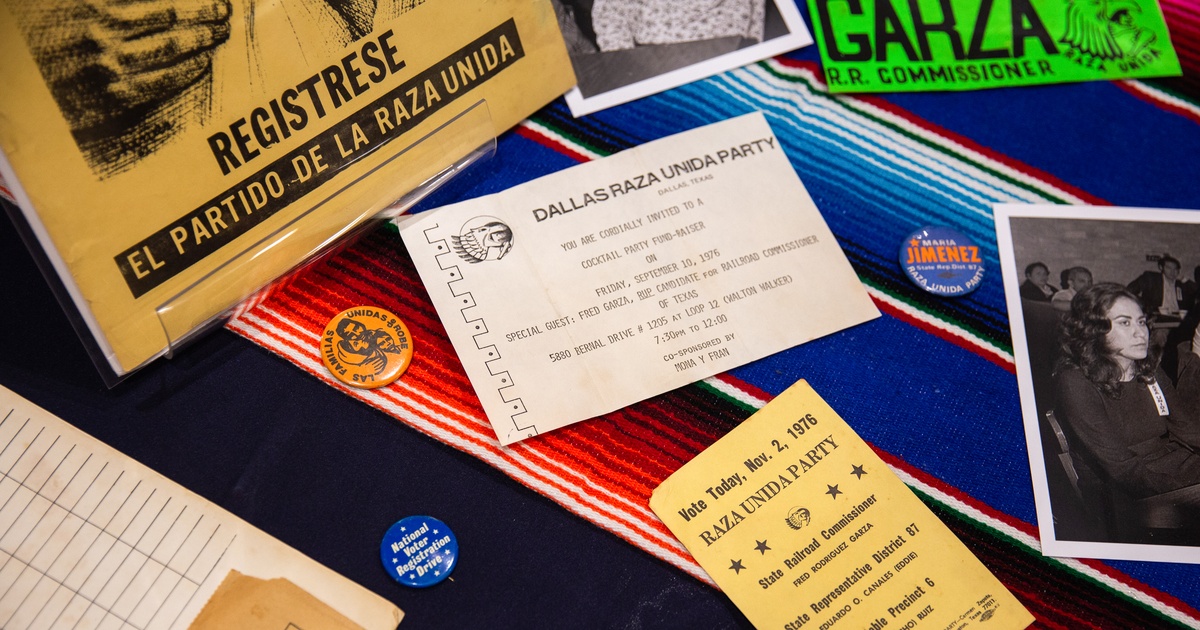 REGISTRESE
EL PARTIDO DE LA RAZA UNIDA
GARZA
R.R. COMMISSIONER
RAZA UNIDA
DALLAS RAZA UNIDA PARTY
DALLAS, TEXAS
YOU ARE CORDIALLY INVITED TO A
COCKTAIL PARTY FUND-RAISER
ON
FRIDAY, SEPTEMBER 10, 1976
SPECIAL GUEST: FRED GARZA, RUP CANDIDATE FOR RAILROAD COMMISSIONER
OF TEXAS
5880 BERNAL DRIVE # 1205 AT LOOP 12 (WALTON WALKER)
7:30PM TO 12:00
CO-SPONSORED BY
MONA Y FRAN
MARIA
JIMENEZ
State Rep. Dist. 87
RAZA UNIDA PARTY
LAS FAMILIAS UNIDAS
National
Voter
Registration
Drive
Vote Today, Nov. 2, 1976
RAZA UNIDA PARTY
State Railroad Commissioner
FRED RODRIGUEZ GARZA
State Representative District 87
EDUARDO O. CANALES (EDDIE)
Precinct 6
RUIZ